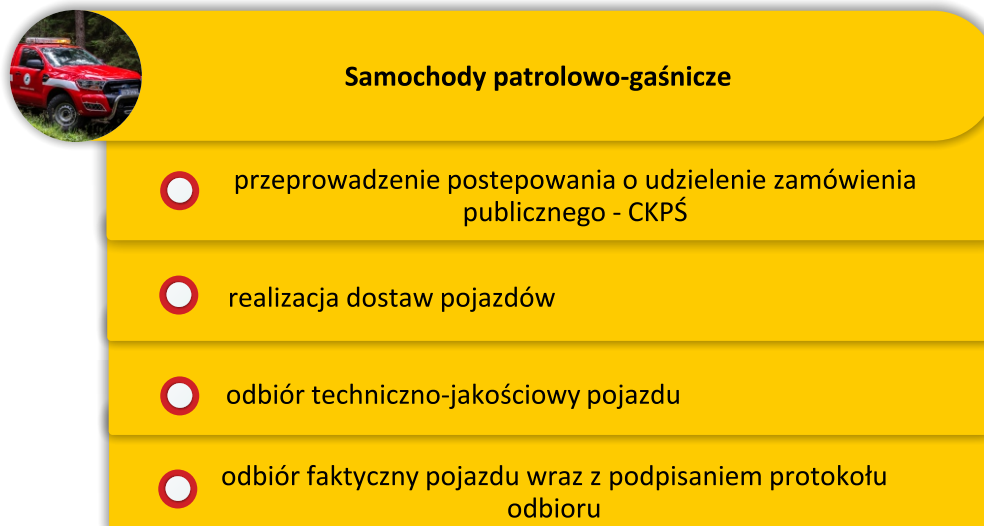 Samochody patrolowo-gaśnicze
przeprowadzenie postepowania o udzielenie zamówienia
publicznego - CKPŚ
realizacja dostaw pojazdów
odbiór techniczno-jakościowy pojazdu
odbiór faktyczny pojazdu wraz z podpisaniem protokołu
odbioru